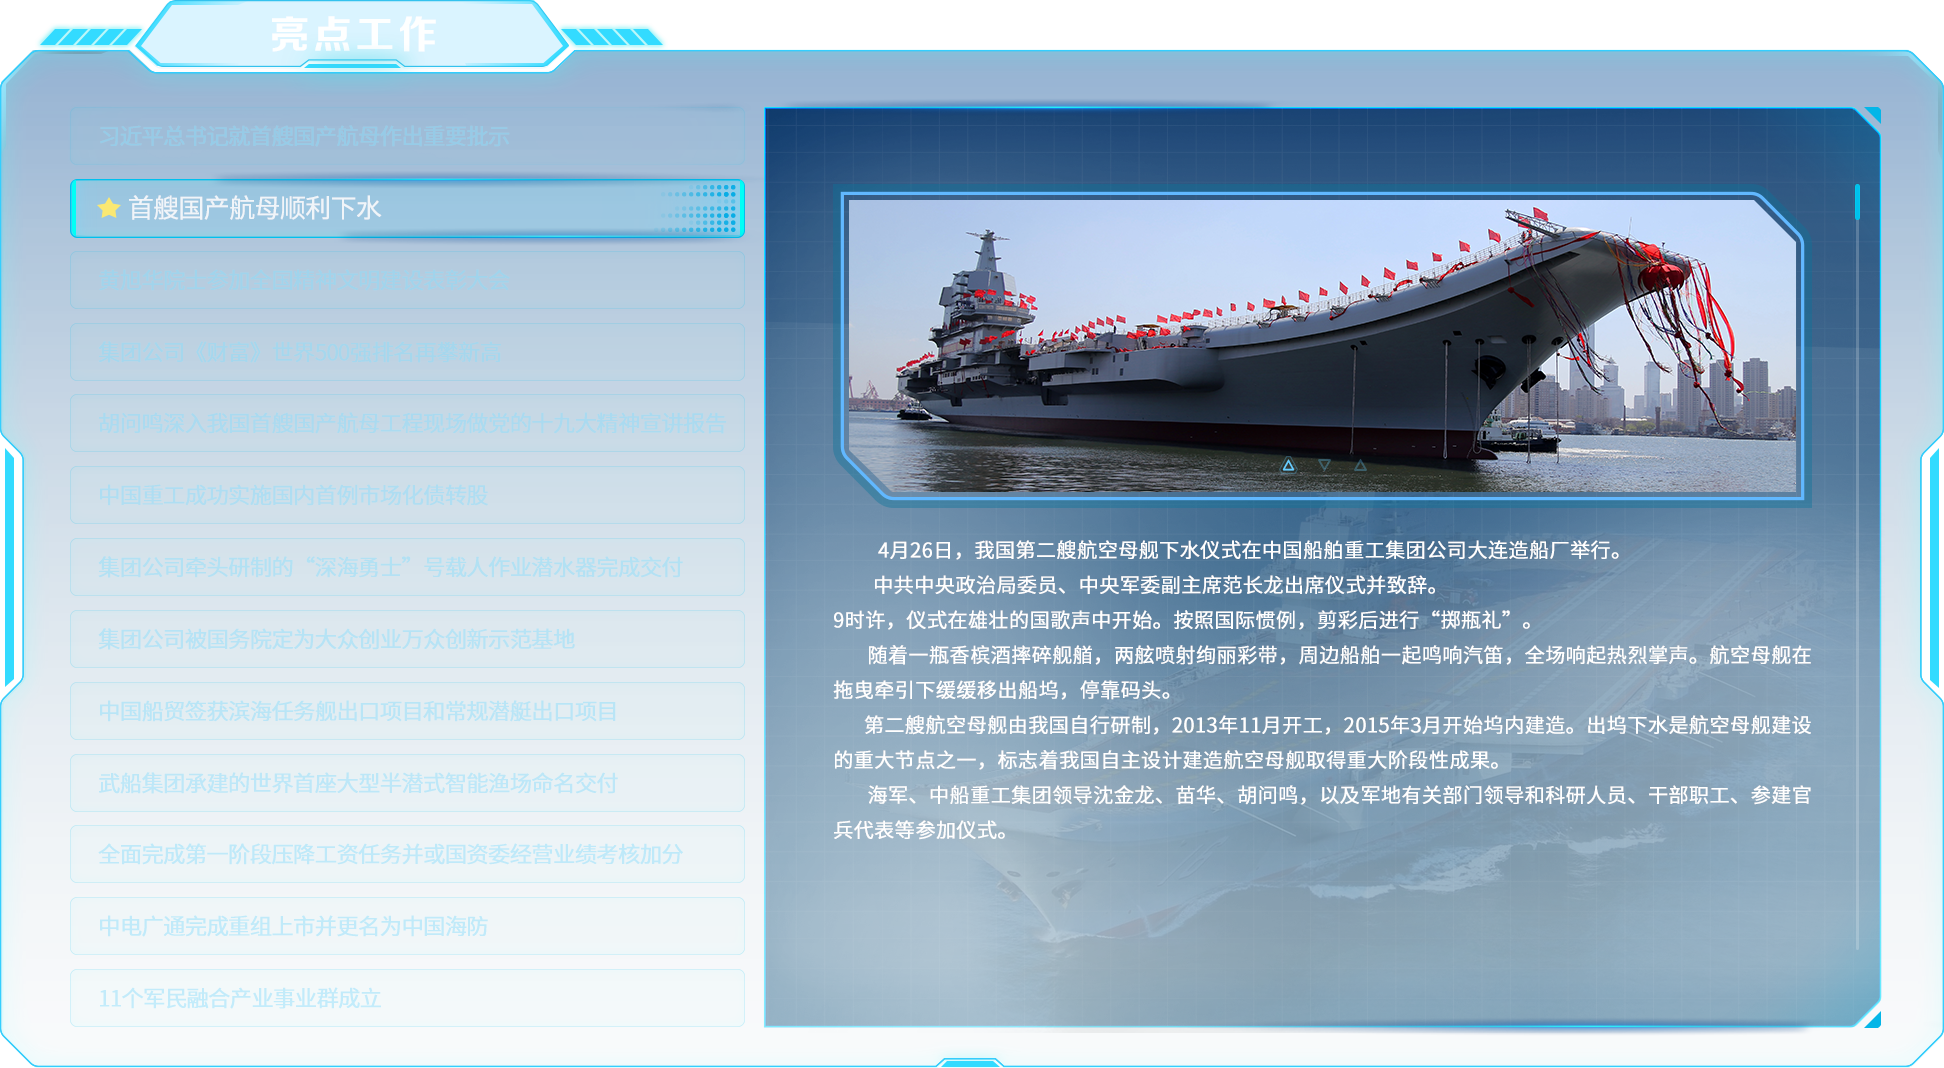 亮点工作
习近平总书记就首艘国产航母作出重要批示
首艘国产航母顺利下水
胡问鸣深入我国首艘国产航母工程现场做党的十九大精神宣讲报告
中国重工成功实施国内首例市场化债转股
集团公司牵头研制的“深海勇士”号载人作业潜水器完成交付
集团公司被国务院定为大众创业万众创新示范基地
中国船贸签获滨海任务舰出口项目和常规潜艇出口项目
武船集团承建的世界首座大型半潜式智能渔场命名交付
全面完成第一阶段压降工资任务并或国资委经营业绩考核加分
中电广通完成重组上市并更名为中国海防
11个军民融合产业事业群成立
4月26日，我国第二艘航空母舰下水仪式在中国船舶重工集团公司大连造船厂举行。
中共中央政治局委员、中央军委副主席范长龙出席仪式并致辞。
9时许，仪式在雄壮的国歌声中开始。按照国际惯例，剪彩后进行“掷瓶礼”。
随着一瓶香槟酒摔碎舰艏，两舷喷射绚丽彩带，周边船舶一起鸣响汽笛，全场响起热烈掌声。航空母舰在
拖曳牵引下缓缓移出船坞，停靠码头。
第二艘航空母舰由我国自行研制，2013年11月开工，2015年3月开始坞内建造。出坞下水是航空母舰建设
的重大节点之一，标志着我国自主设计建造航空母舰取得重大阶段性成果。
海军、中船重工集团领导沈金龙、苗华、胡问鸣，以及军地有关部门领导和科研人员、干部职工、参建官
兵代表等参加仪式。